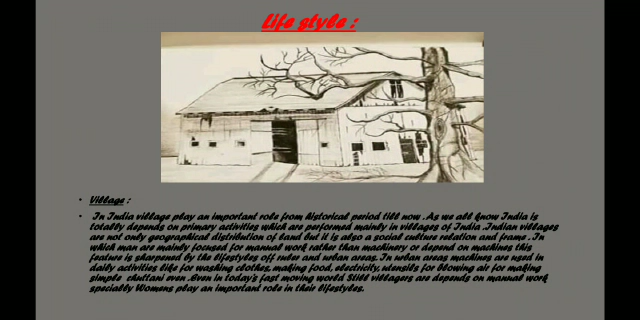 Life style :
Village :
In India village play an important role from historical period till now . As we all know India is
totally depends on primary activities which are performed mainly in villages of India .Indian villages
are not only geographical distribution of land but it is also a social culture relation and frame . In
which man are mainly focused for manual work rather than machinery or depend on machines this
feature is sharpened by the lifestyles off ruler and urban areas. In urban areas machines are used in
daily activities like for washing clothes, making food, electricity, utensils for blowing air for making
simple chuttani even .Even in today's fast moving world Still villagers are depends on manual work
specially Womens play an important role in their lifestyles.